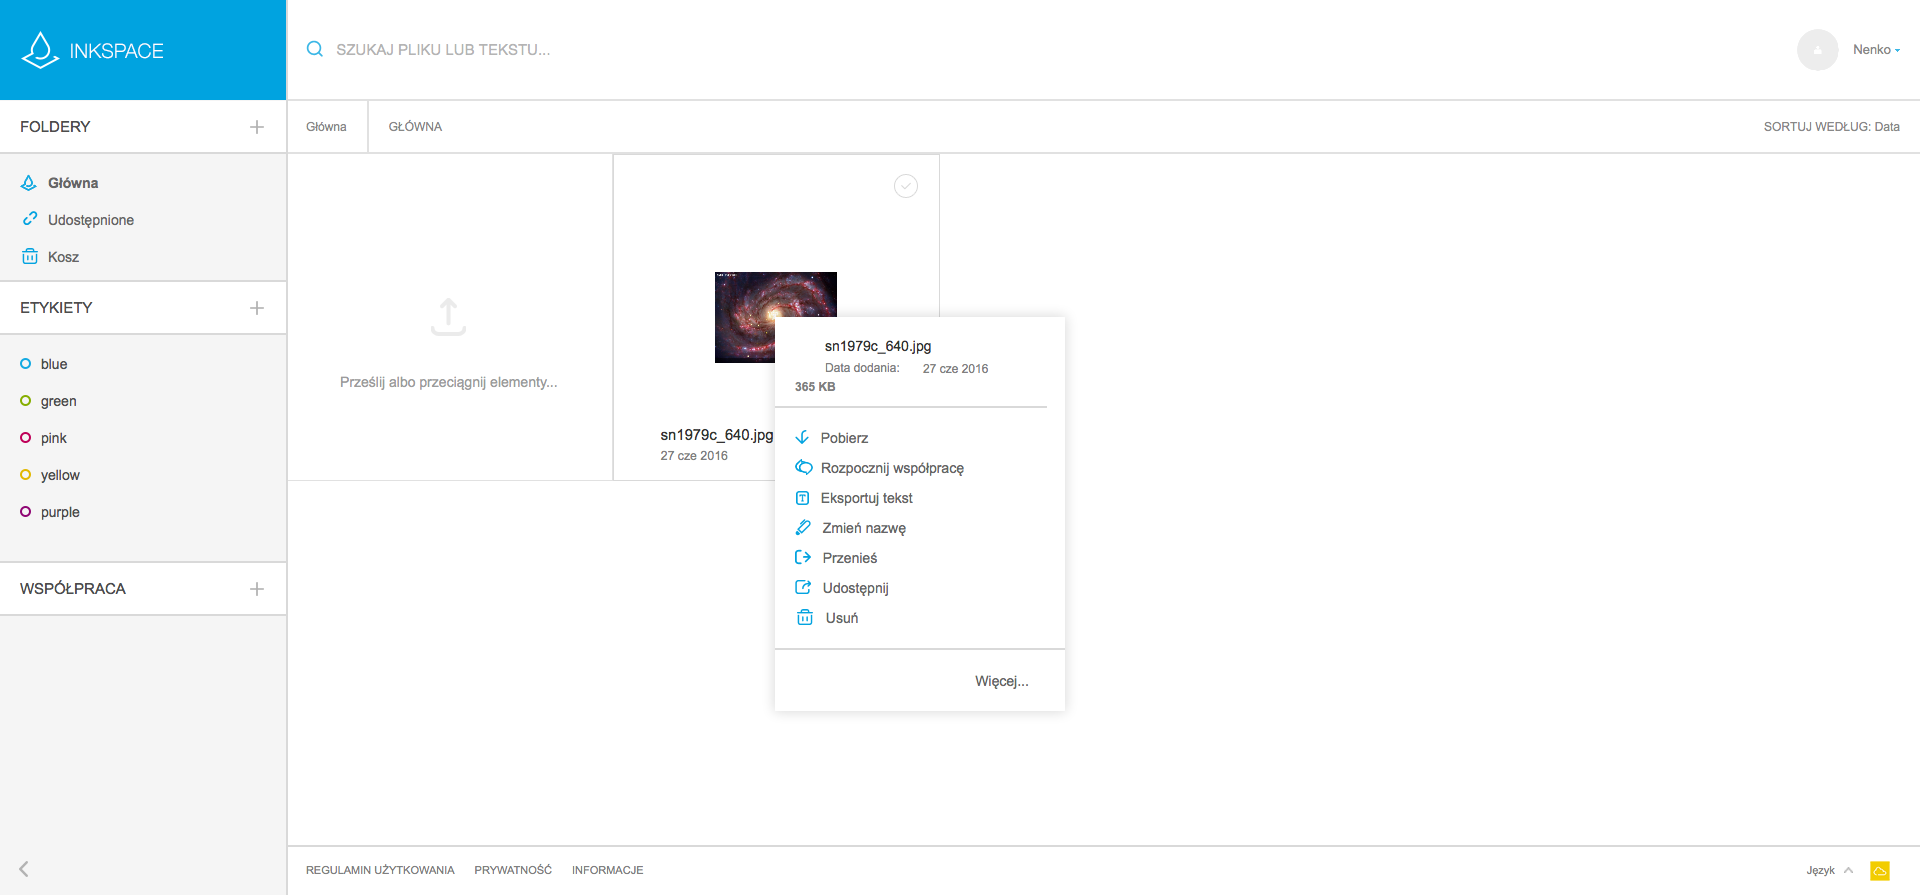 INKSPACE
SZUKAJ PLIKU LUB TEKSTU...
Nenko
FOLDERY
Główna
GŁÓWNA
SORTUJ WEDŁUG: Data
Główna
Udostępnione
Kosz
ETYKIETY
blue
green
pink
yellow
purple
WSPÓŁPRACA
Prześlij albo przeciągnij elementy...
sn1979c_640.jpg
27 cze 2016
sn1979c_640.jpg
Data dodania: 27 cze 2016
365 KB
Pobierz
Rozpocznij współpracę
Eksportuj tekst
Zmień nazwę
Przenieś
Udostępnij
Usuń
Więcej...
REGULAMIN UŻYTKOWANIA PRYWATNOŚĆ INFORMACJE
Język